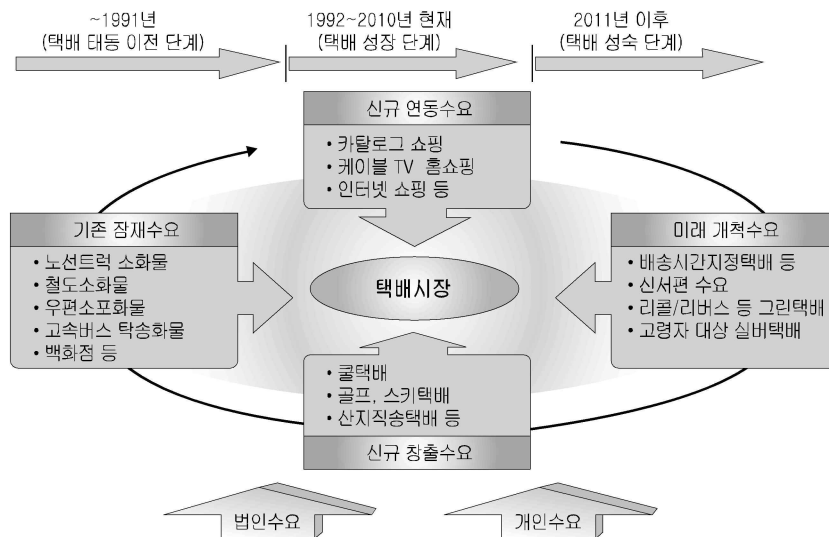 ~1991년
(택배 태동 이전 단계)
1992~2010년 현재
(택배 성장 단계)
2011년 이후
(택배 성숙 단계)
신규 연동수요
• 카탈로그 쇼핑
• 케이블 TV 홈쇼핑
• 인터넷 쇼핑 등
기존 잠재수요
• 노선트럭 소화물
• 철도소화물
• 우편소포화물
• 고속버스 탁송화물
• 백화점 등
택배시장
미래 개척수요
• 배송시간지정택배 등
• 신서편 수요
• 리콜/리버스 등 그린택배
• 고령자 대상 실버택배
• 쿨택배
• 골프, 스키택배
• 산지직송택배 등
신규 창출수요
법인수요
개인수요